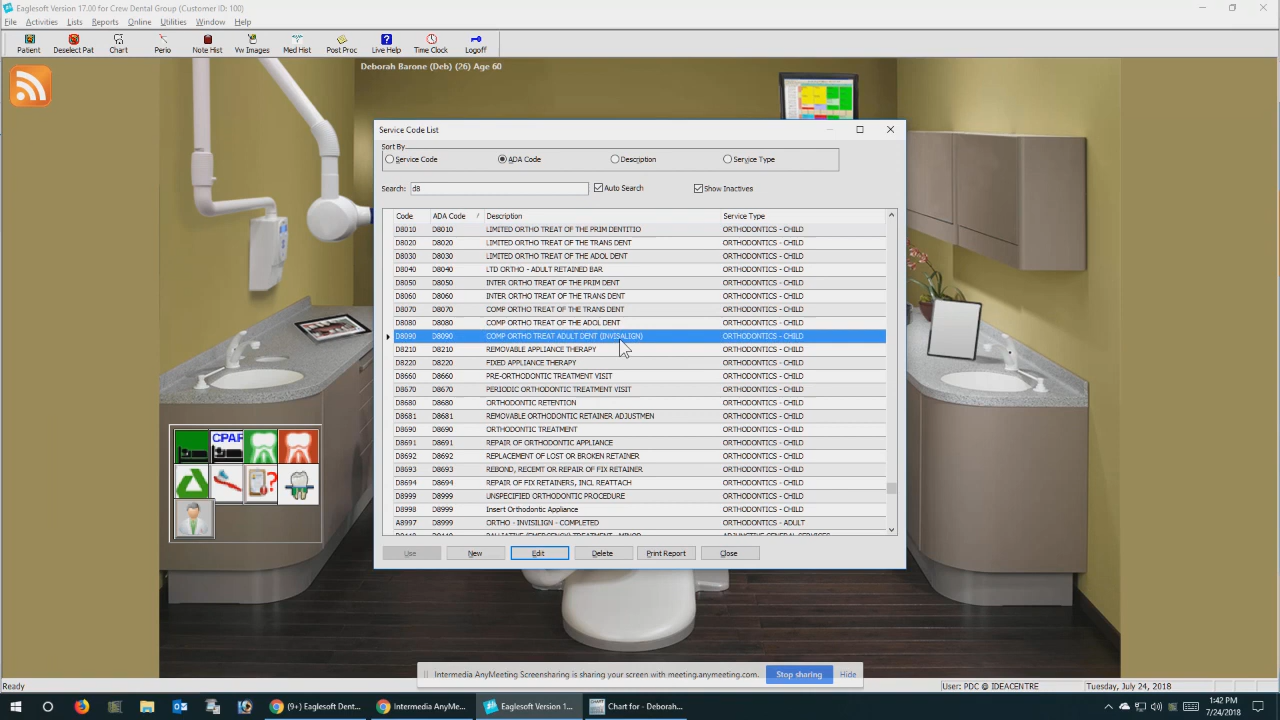 Eaglesoft Version 17.00 for Crew Dental Group (Customer ID: 100)
File Activities Lists Reports Online Utilities Window Help
Patient Deselect Pat Chart Perio Note Hist Vw Images Med Hist Post Proc Live Help Time Clock Logoff
Deborah Barone (Deb) (26) Age 60
Service Code List
Sort By
Service Code ADA Code Description Service Type
Search: d8 Auto Search Show Inactives
Code ADA Code / Description Service Type
D8010 D8010 LIMITED ORTHO TREAT OF THE PRIM DENTITIO ORTHODONTICS - CHILD
D8020 D8020 LIMITED ORTHO TREAT OF THE TRANS DENT ORTHODONTICS - CHILD
D8030 D8030 LIMITED ORTHO TREAT OF THE ADOL DENT ORTHODONTICS - CHILD
D8040 D8040 LTD ORTHO - ADULT RETAINED BAR ORTHODONTICS - CHILD
D8050 D8050 INTER ORTHO TREAT OF THE PRIM DENT ORTHODONTICS - CHILD
D8060 D8060 INTER ORTHO TREAT OF THE TRANS DENT ORTHODONTICS - CHILD
D8070 D8070 COMP ORTHO TREAT OF THE TRANS DENT ORTHODONTICS - CHILD
D8080 D8080 COMP ORTHO TREAT OF THE ADOL DENT ORTHODONTICS - CHILD
D8090 D8090 COMP ORTHO TREAT ADULT DENT (INVISALIGN) ORTHODONTICS - CHILD
D8210 D8210 REMOVABLE APPLIANCE THERAPY ORTHODONTICS - CHILD
D8220 D8220 FIXED APPLIANCE THERAPY ORTHODONTICS - CHILD
D8660 D8660 PRE-ORTHODONTIC TREATMENT VISIT ORTHODONTICS - CHILD
D8670 D8670 PERIODIC ORTHODONTIC TREATMENT VISIT ORTHODONTICS - CHILD
D8680 D8680 ORTHODONTIC RETENTION ORTHODONTICS - CHILD
D8681 D8681 REMOVABLE ORTHODONTIC RETAINER ADJUSTMEN ORTHODONTICS - CHILD
D8690 D8690 ORTHODONTIC TREATMENT ORTHODONTICS - CHILD
D8691 D8691 REPAIR OF ORTHODONTIC APPLIANCE ORTHODONTICS - CHILD
D8692 D8692 REPLACEMENT OF LOST OR BROKEN RETAINER ORTHODONTICS - CHILD
D8693 D8693 REBOND, RECEMT OR REPAIR OF FIX RETAINER ORTHODONTICS - CHILD
D8694 D8694 REPAIR OF FIX RETAINERS, INCL REATTACH ORTHODONTICS - CHILD
D8999 D8999 UNSPECIFIED ORTHODONTIC PROCEDURE ORTHODONTICS - CHILD
D8998 D8999 Insert Orthodontic Appliance ORTHODONTICS - CHILD
A8997 D8999 ORTHO - INVISILIGN - COMPLETED ORTHODONTICS - ADULT
Use New Edit Delete Print Report Close
CPAP
Intermedia AnyMeeting Screensharing is sharing your screen with meeting.anymeeting.com. Stop sharing Hide
Ready User: PDC @ IDEACENTRE Tuesday, July 24, 2018
(9+) Eaglesoft Dent... Intermedia AnyMe... Eaglesoft Version 1... Chart for - Deborah... 1:42 PM
7/24/2018